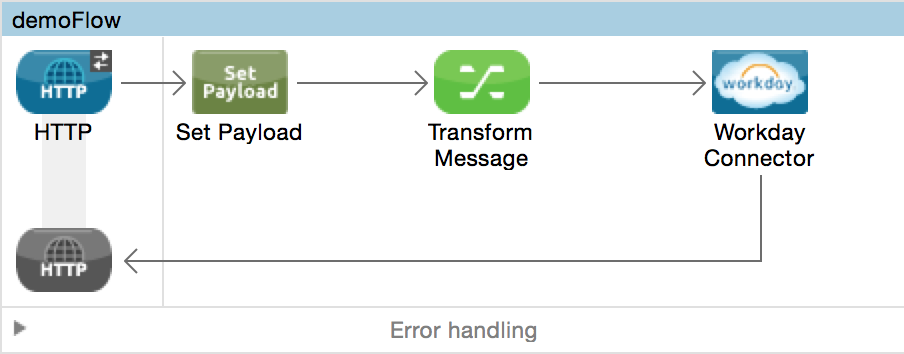 demoFlow
HTTP
Set
Payload
workday
HTTP
Set Payload
Transform
Message
Workday
Connector
HTTP
Error handling